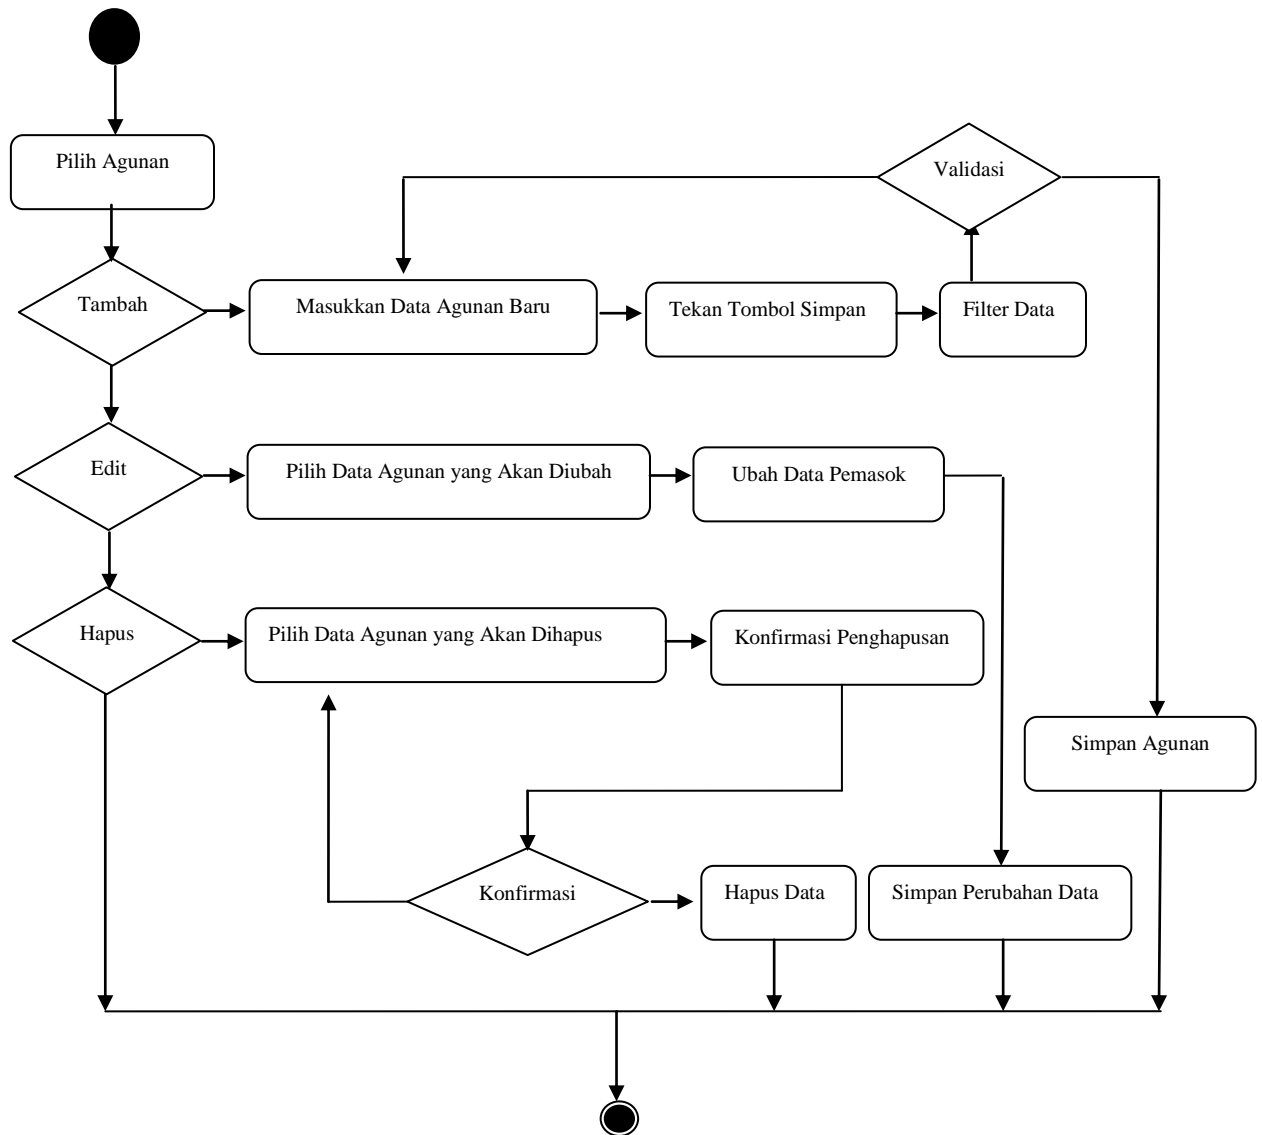 Pilih Agunan
Validasi
Tambah
Masukkan Data Agunan Baru
Tekan Tombol Simpan
Filter Data
Edit
Pilih Data Agunan yang Akan Diubah
Ubah Data Pemasok
Hapus
Pilih Data Agunan yang Akan Dihapus
Konfirmasi Penghapusan
Simpan Agunan
Konfirmasi
Hapus Data
Simpan Perubahan Data